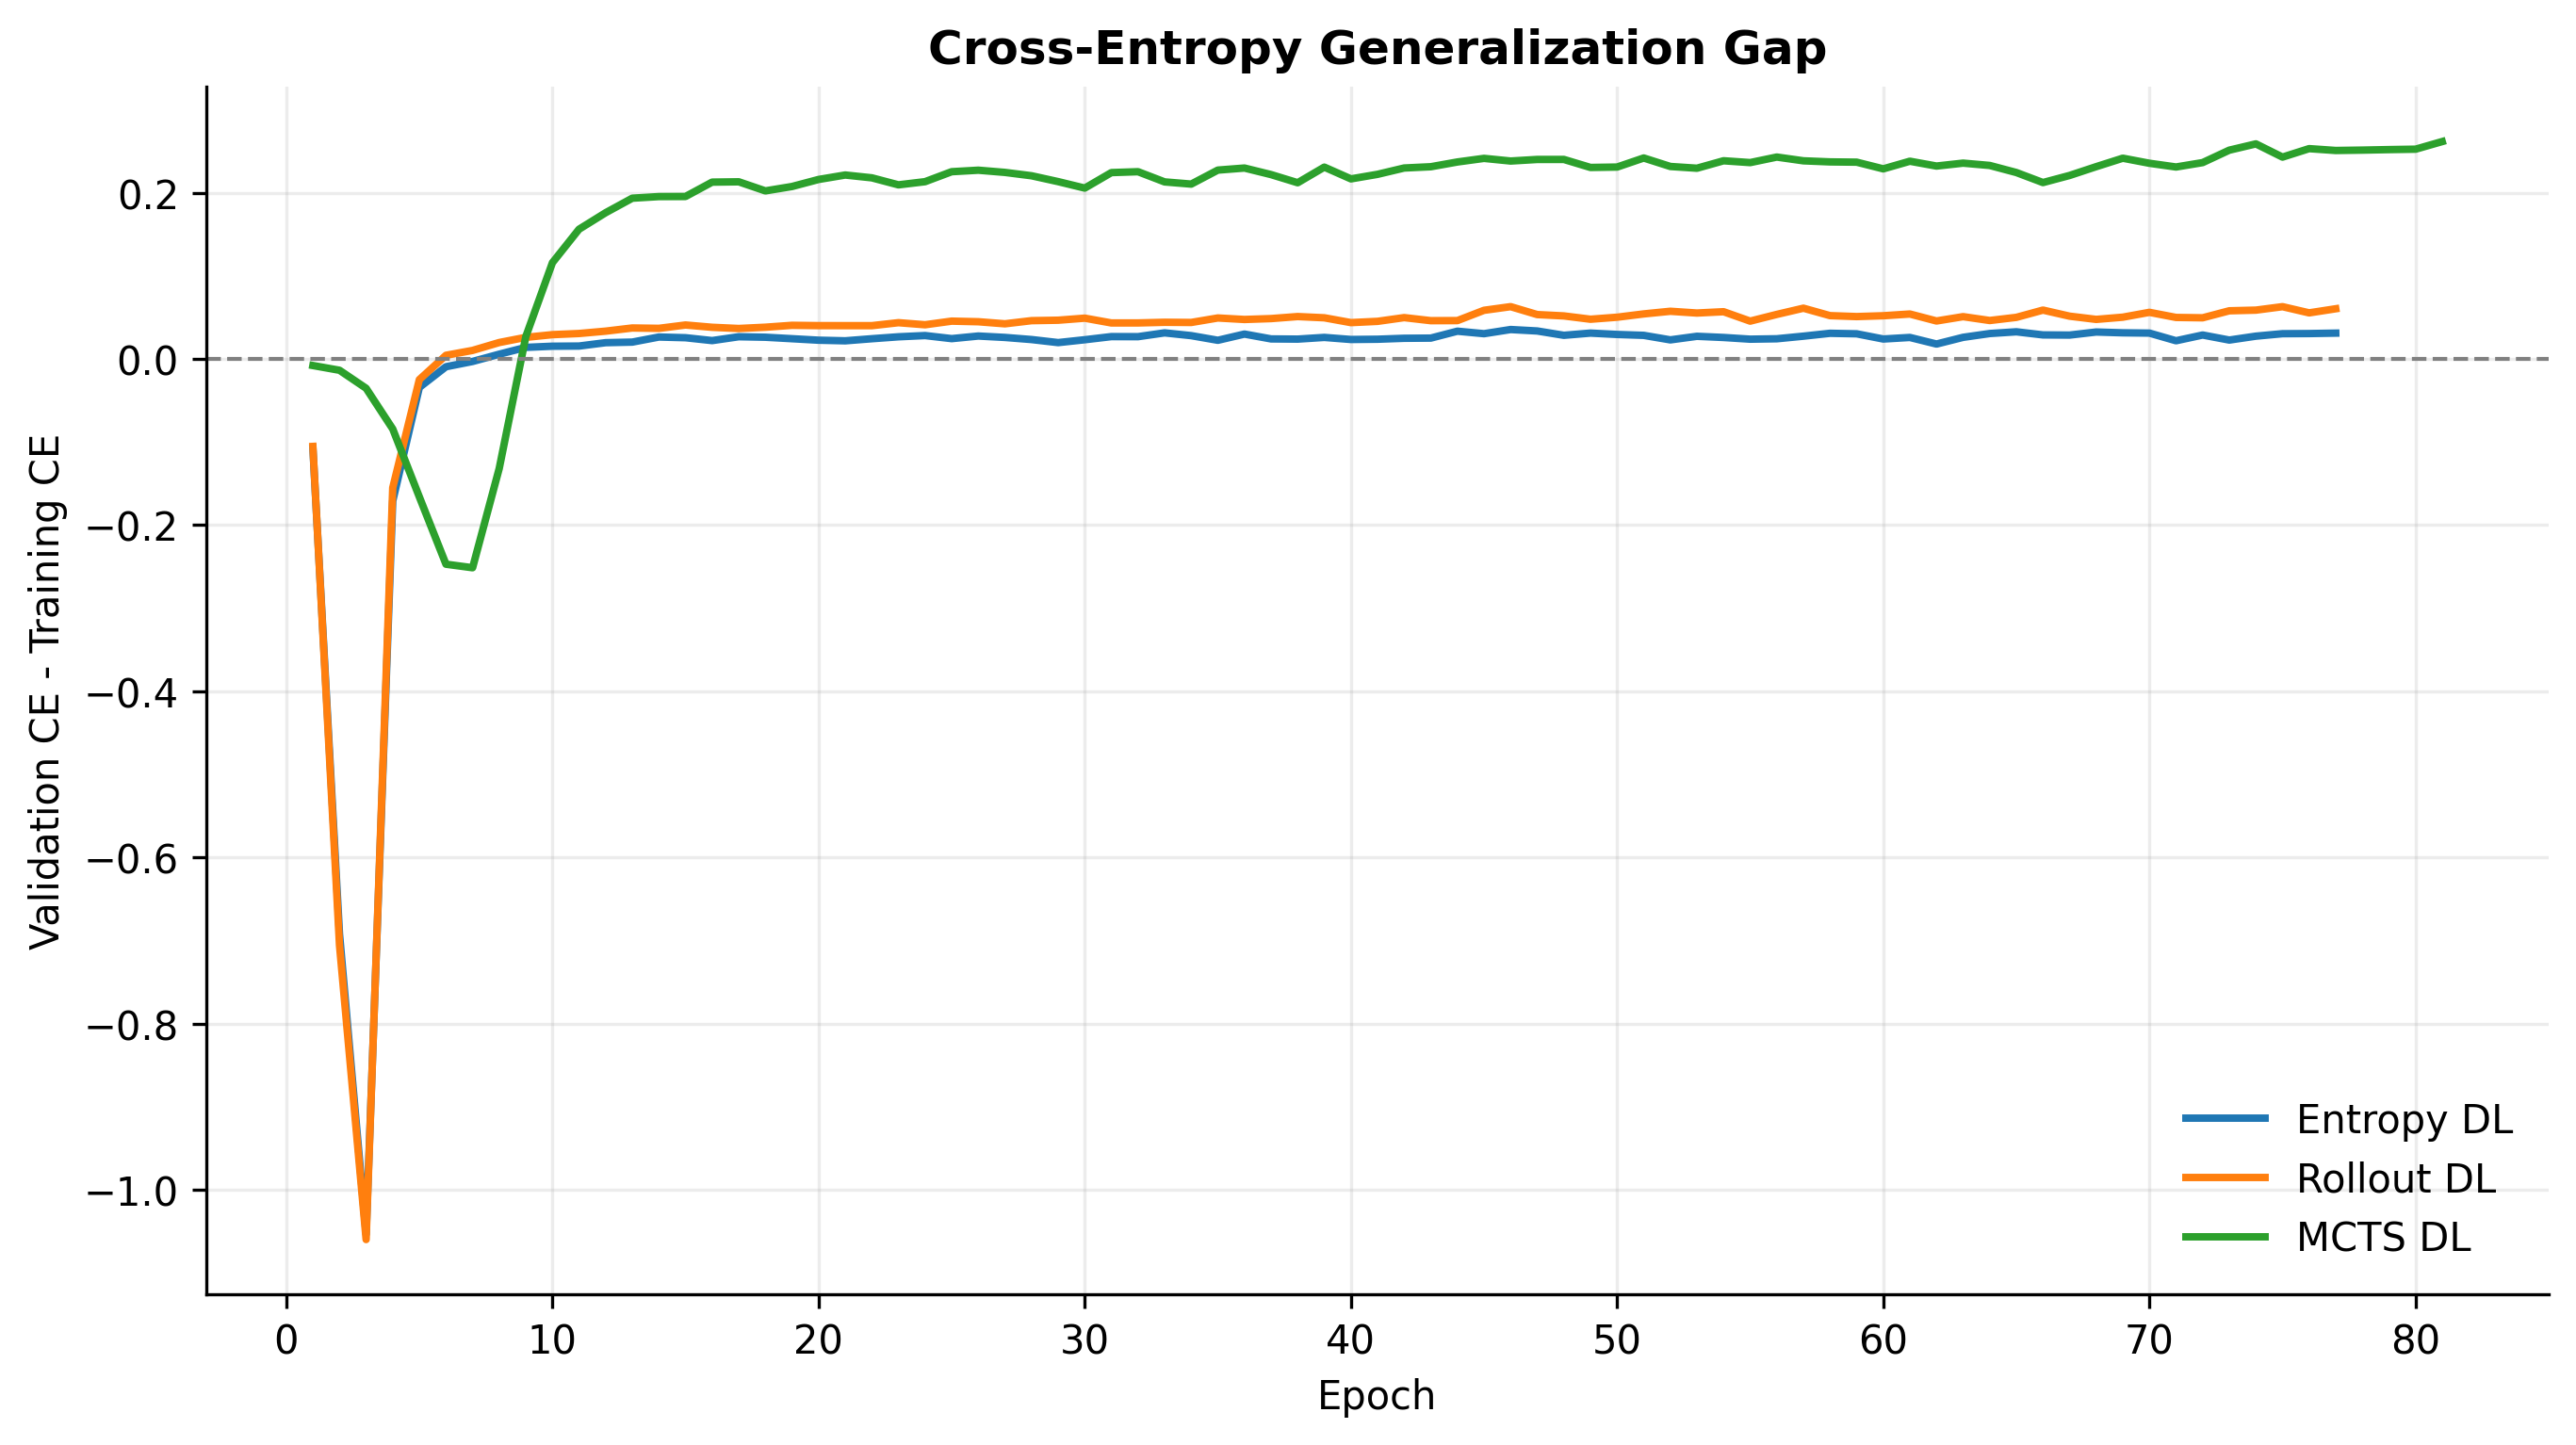 Cross-Entropy Generalization Gap
Validation CE - Training CE
0.2
0.0
−0.2
−0.4
−0.6
−0.8
−1.0
0 10 20 30 40 50 60 70 80
Epoch
Entropy DL
Rollout DL
MCTS DL